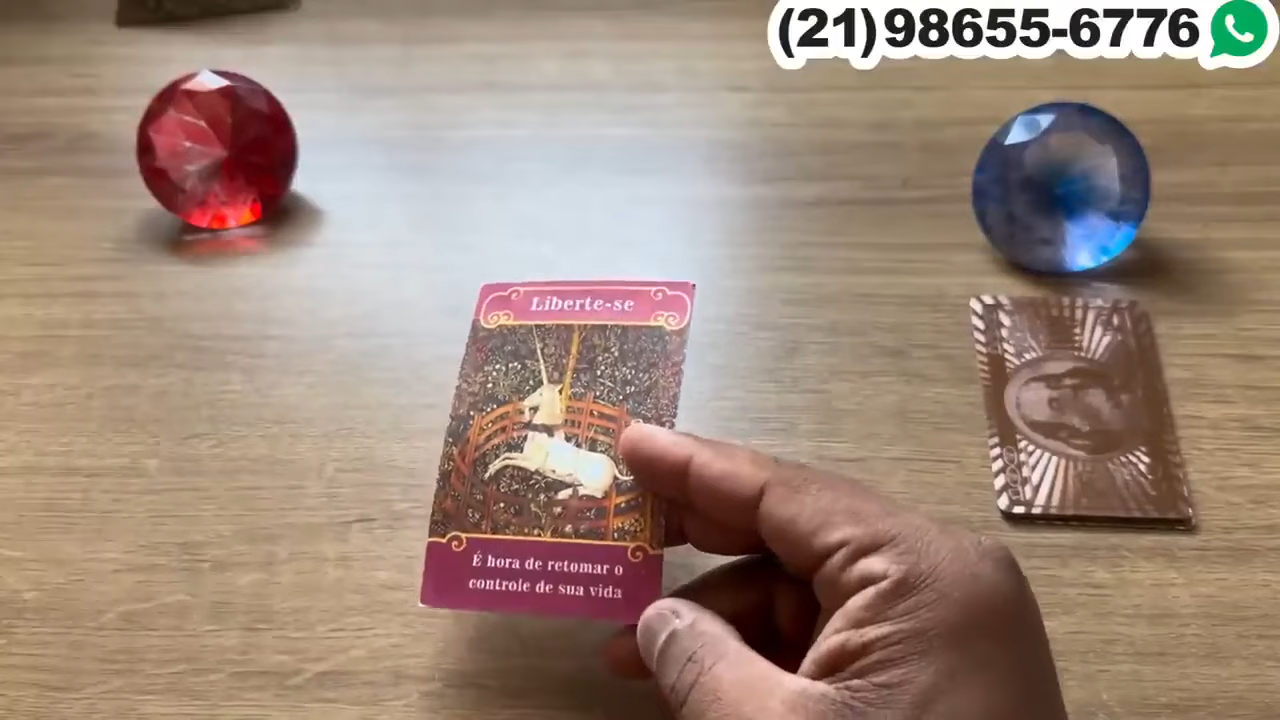 (21)98655-6776
Liberte-se
É hora de retomar o
controle de sua vida